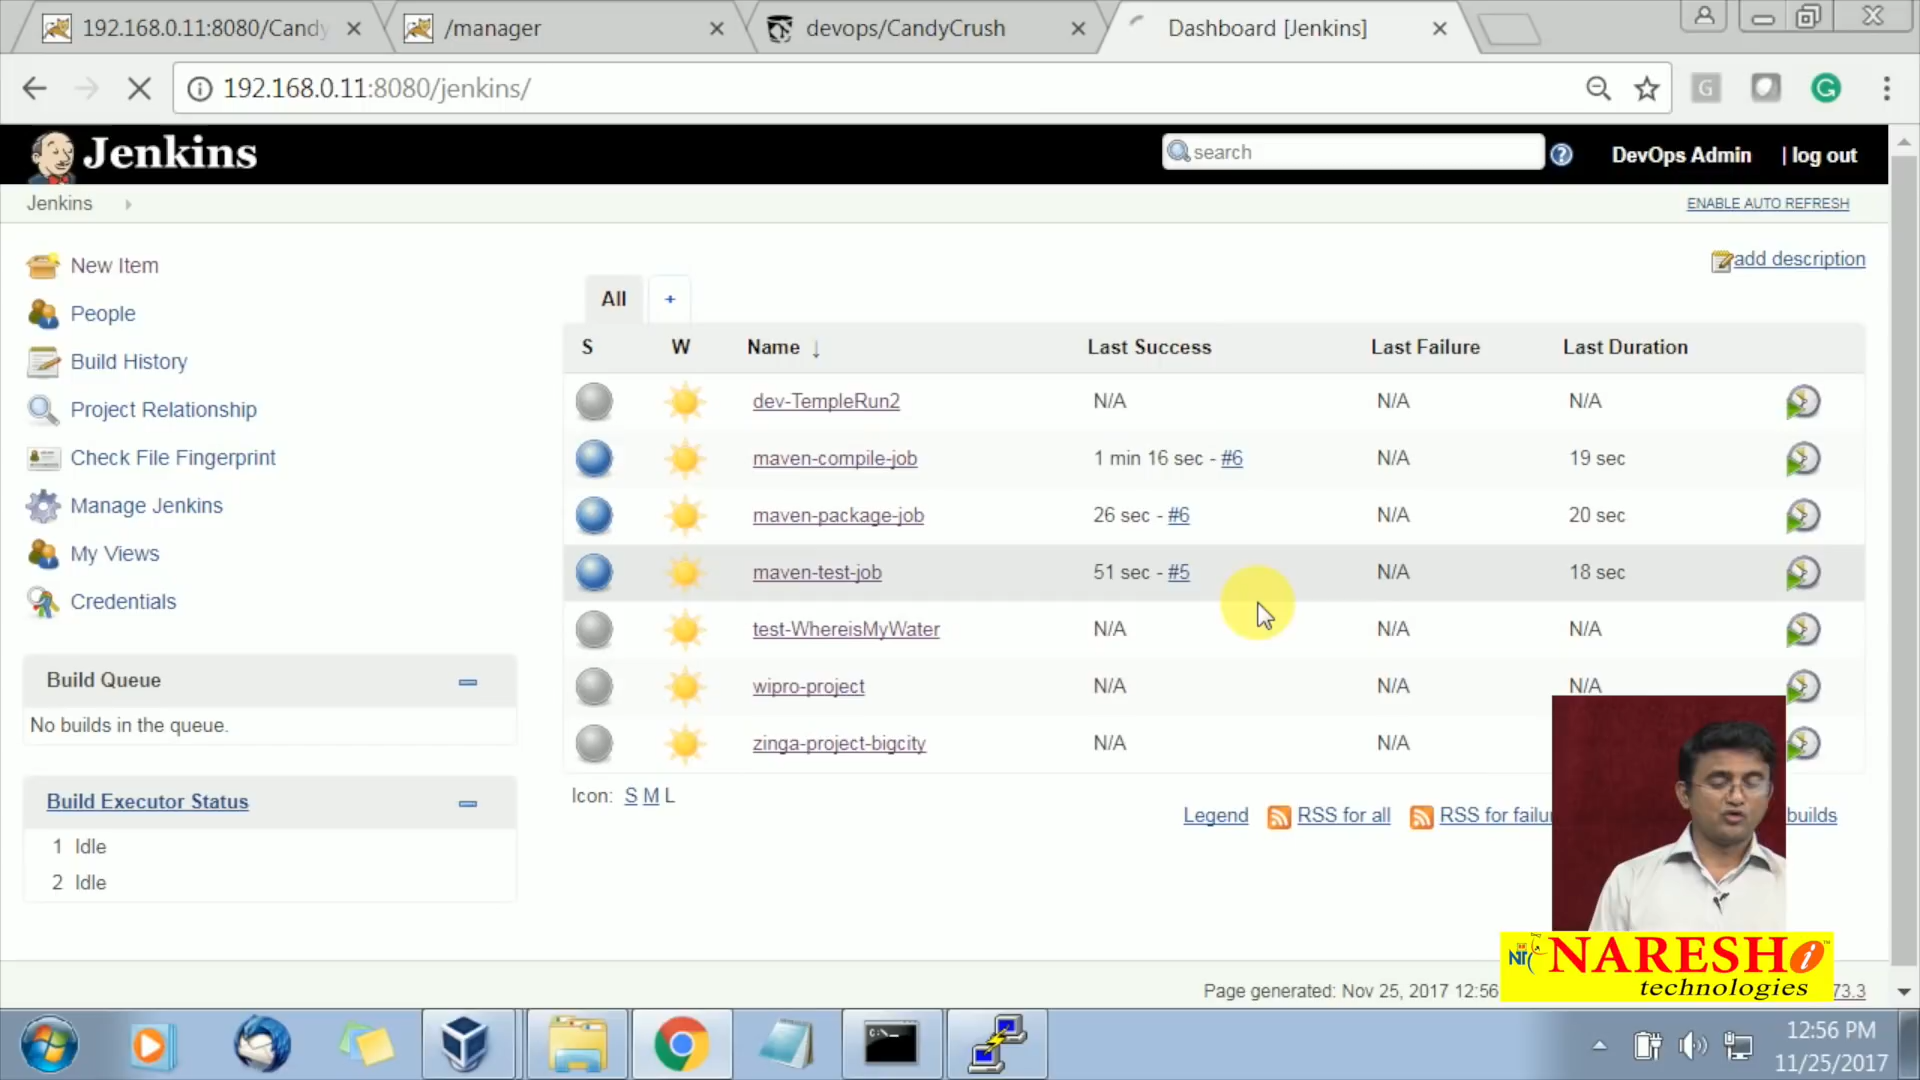 192.168.0.11:8080/Candy
/manager
devops/CandyCrush
Dashboard [Jenkins]
192.168.0.11:8080/jenkins/
Jenkins
search
DevOps Admin
| log out
Jenkins
ENABLE AUTO REFRESH
New Item
People
Build History
Project Relationship
Check File Fingerprint
Manage Jenkins
My Views
Credentials
Build Queue
No builds in the queue.
Build Executor Status
1 Idle
2 Idle
add description
All +
S W Name ↓ Last Success Last Failure Last Duration
dev-TempleRun2 N/A N/A N/A
maven-compile-job 1 min 16 sec - #6 N/A 19 sec
maven-package-job 26 sec - #6 N/A 20 sec
maven-test-job 51 sec - #5 N/A 18 sec
test-WhereisMyWater N/A N/A N/A
wipro-project N/A N/A N/A
zinga-project-bigcity N/A N/A
Icon: S M L
Legend RSS for all RSS for failu builds
Page generated: Nov 25, 2017 12:56 73.3
NARESH i
technologies
12:56 PM
11/25/2017